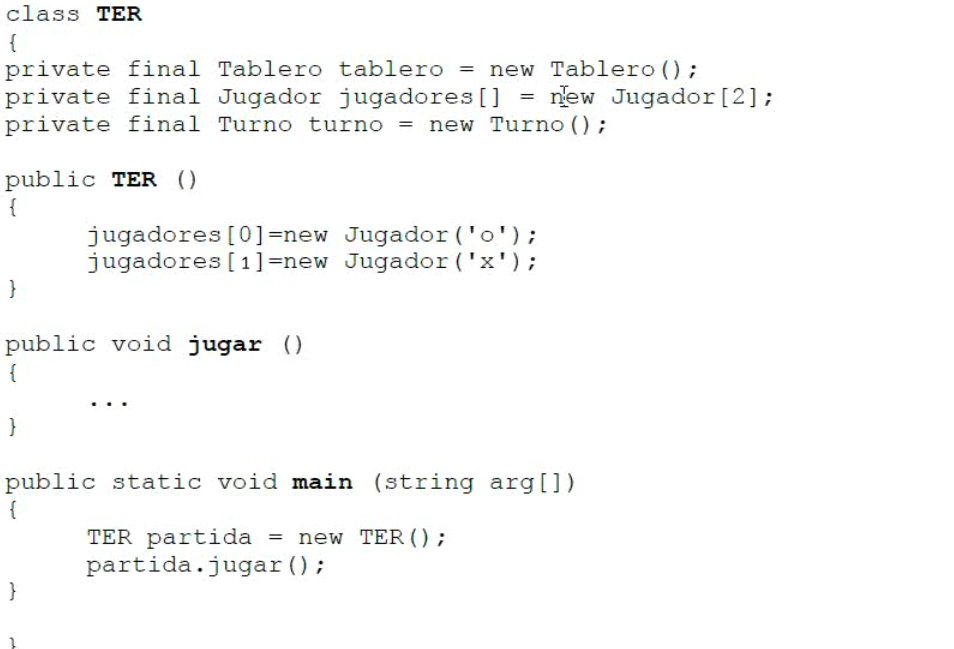 class TER
{
private final Tablero tablero = new Tablero();
private final Jugador jugadores[] = new Jugador[2];
private final Turno turno = new Turno();
public TER ()
{
jugadores[0]=new Jugador('o');
jugadores[1]=new Jugador('x');
}
public void jugar ()
{
...
}
public static void main (string arg[])
{
TER partida = new TER();
partida.jugar();
}
}